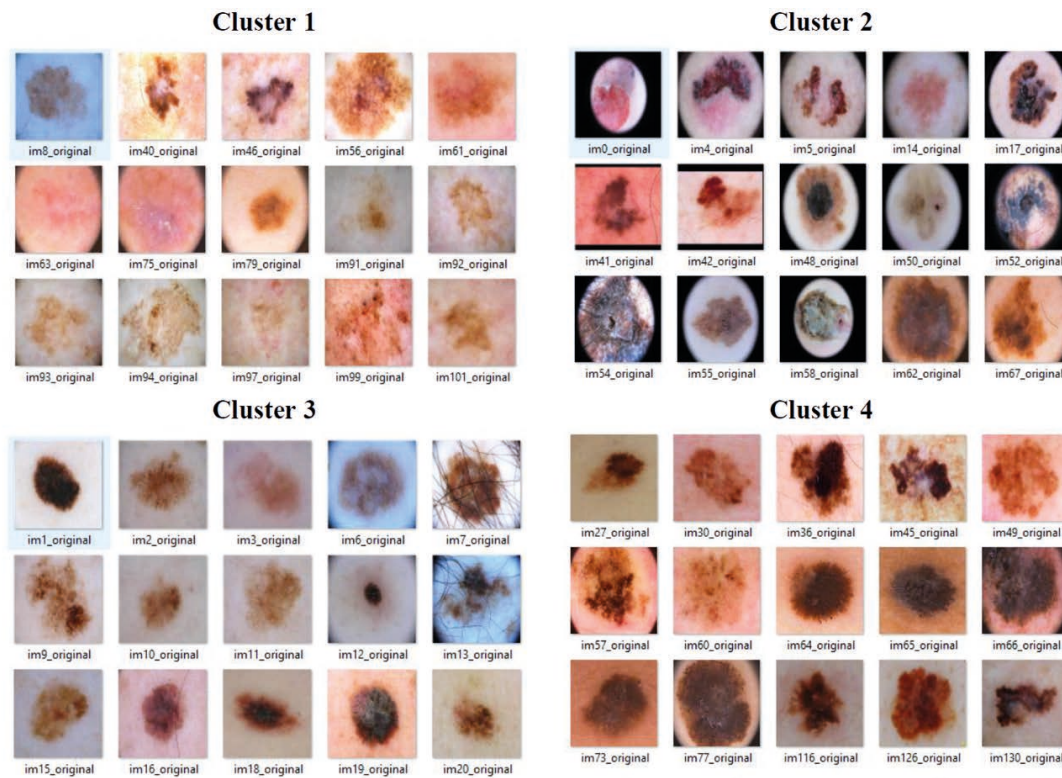 Cluster 1
im8_original im40_original im46_original im56_original im61_original
im63_original im75_original im79_original im91_original im92_original
im93_original im94_original im97_original im99_original im101_original
Cluster 2
im0_original im4_original im5_original im14_original im17_original
im41_original im42_original im48_original im50_original im52_original
im54_original im55_original im58_original im62_original im67_original
Cluster 3
im1_original im2_original im3_original im6_original im7_original
im9_original im10_original im11_original im12_original im13_original
im15_original im16_original im18_original im19_original im20_original
Cluster 4
im27_original im30_original im36_original im45_original im49_original
im57_original im60_original im64_original im65_original im66_original
im73_original im77_original im116_original im126_original im130_original